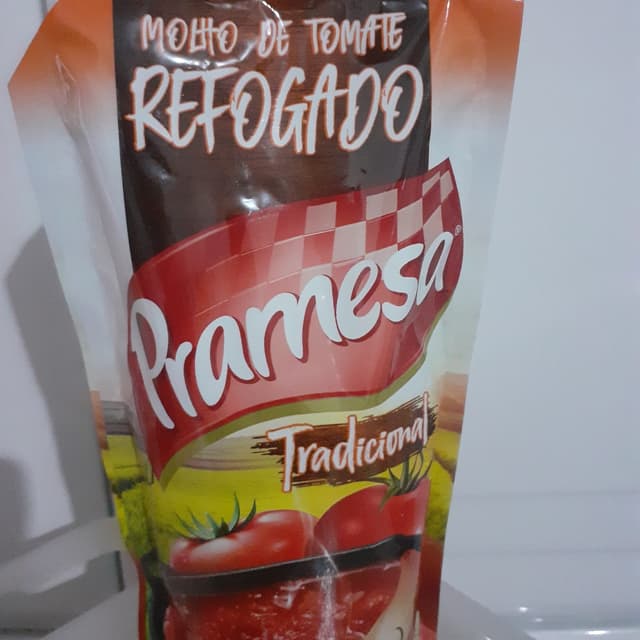 MOLHO DE TOMATE
REFOGADO
Pramesa®
Tradicional